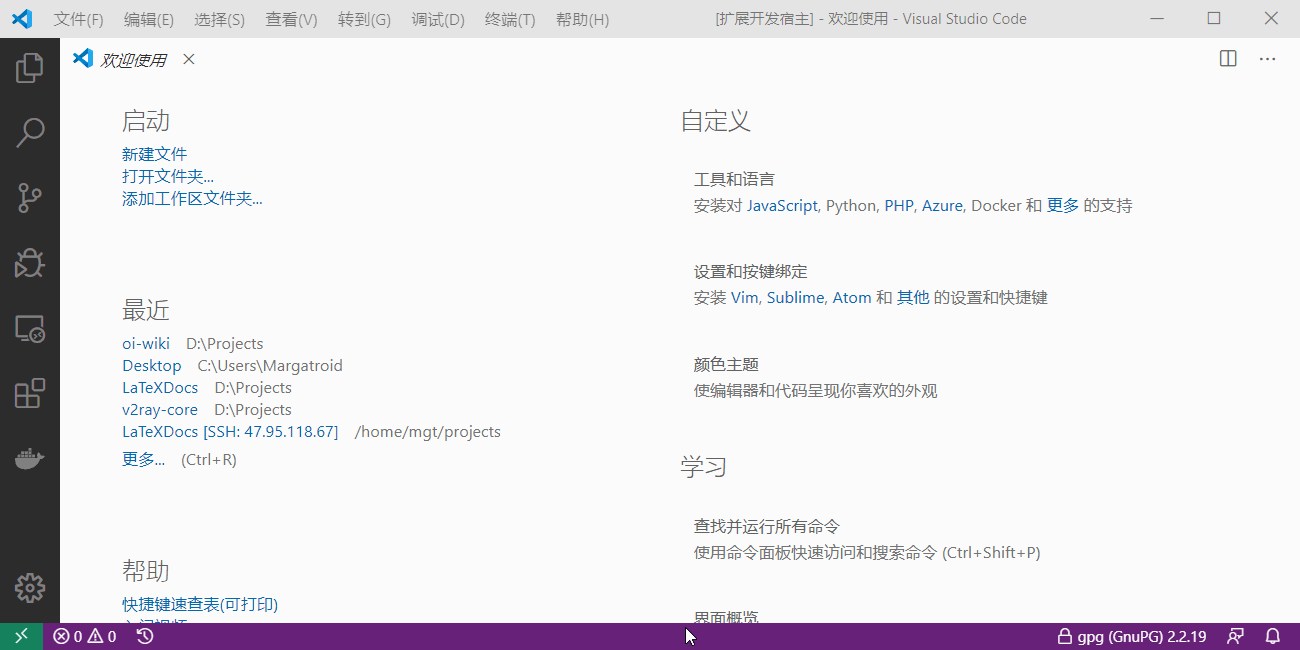 文件(F) 编辑(E) 选择(S) 查看(V) 转到(G) 调试(D) 终端(T) 帮助(H) [扩展开发宿主] - 欢迎使用 - Visual Studio Code
欢迎使用
启动
新建文件
打开文件夹...
添加工作区文件夹...
最近
oi-wiki D:\Projects
Desktop C:\Users\Margatroid
LaTeXDocs D:\Projects
v2ray-core D:\Projects
LaTeXDocs [SSH: 47.95.118.67] /home/mgt/projects
更多... (Ctrl+R)
帮助
快捷键速查表(可打印)
入门视频
自定义
工具和语言
安装对 JavaScript, Python, PHP, Azure, Docker 和 更多 的支持
设置和按键绑定
安装 Vim, Sublime, Atom 和 其他 的设置和快捷键
颜色主题
使编辑器和代码呈现你喜欢的外观
学习
查找并运行所有命令
使用命令面板快速访问和搜索命令 (Ctrl+Shift+P)
界面概览
0 0 gpg (GnuPG) 2.2.19